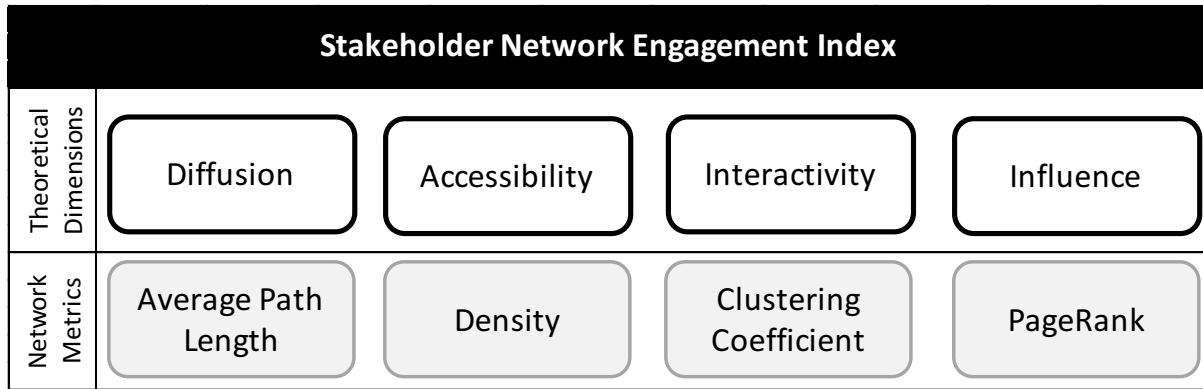 Stakeholder Network Engagement Index
Theoretical
Dimensions
Diffusion
Accessibility
Interactivity
Influence
Network
Metrics
Average Path
Length
Density
Clustering
Coefficient
PageRank